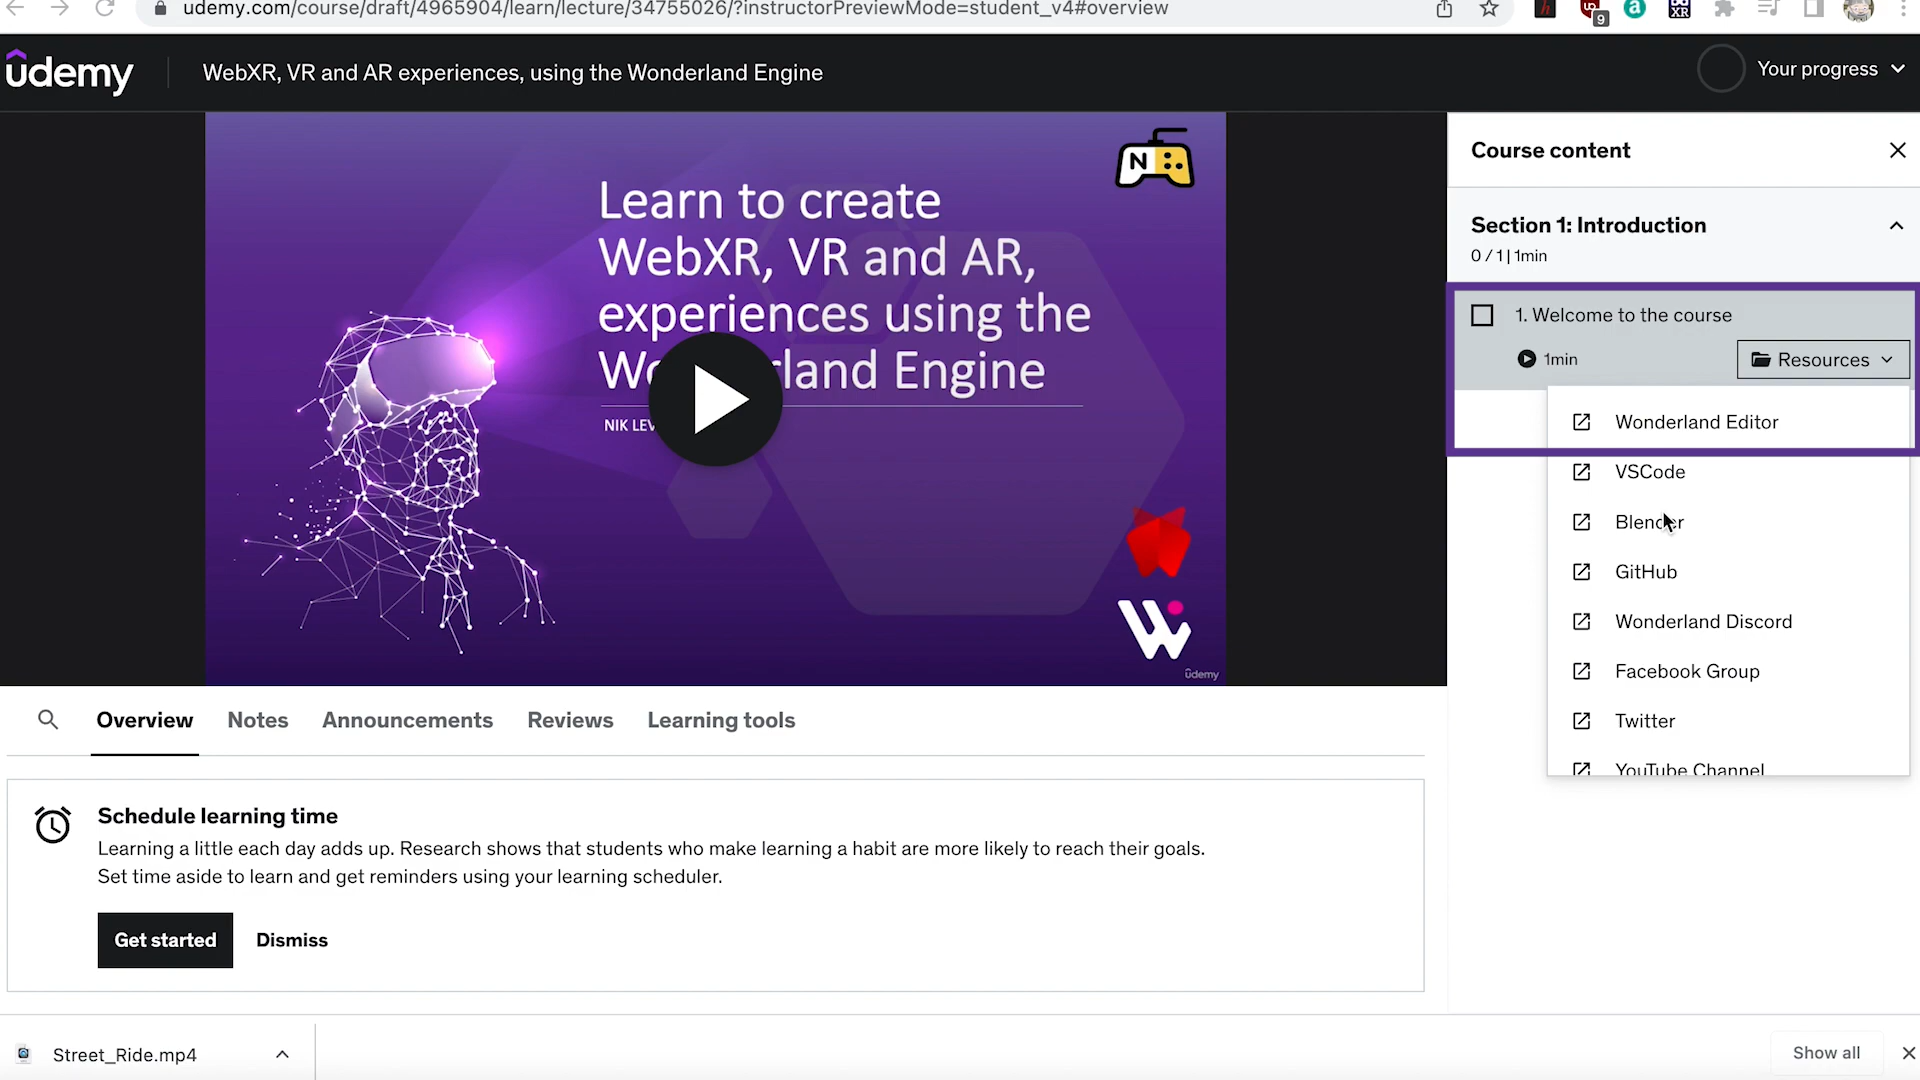 udemy.com/course/draft/4965904/learn/lecture/34755026/?instructorPreviewMode=student_v4#overview
9
XR
udemy
WebXR, VR and AR experiences, using the Wonderland Engine
Your progress
N
Learn to create
WebXR, VR and AR,
experiences using the
land Engine
NIK
udemy
Course content
Section 1: Introduction
0 / 1 | 1min
1. Welcome to the course
1min
Resources
Wonderland Editor
VSCode
Blender
GitHub
Wonderland Discord
Facebook Group
Twitter
YouTube Channel
Overview
Notes
Announcements
Reviews
Learning tools
Schedule learning time
Learning a little each day adds up. Research shows that students who make learning a habit are more likely to reach their goals.
Set time aside to learn and get reminders using your learning scheduler.
Get started
Dismiss
Street_Ride.mp4
Show all